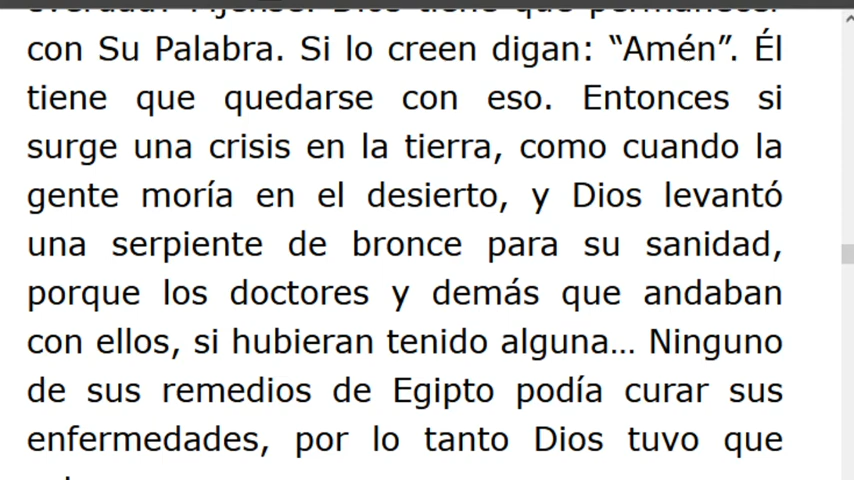 con Su Palabra. Si lo creen digan: “Amén”. Él
tiene que quedarse con eso. Entonces si
surge una crisis en la tierra, como cuando la
gente moría en el desierto, y Dios levantó
una serpiente de bronce para su sanidad,
porque los doctores y demás que andaban
con ellos, si hubieran tenido alguna… Ninguno
de sus remedios de Egipto podía curar sus
enfermedades, por lo tanto Dios tuvo que